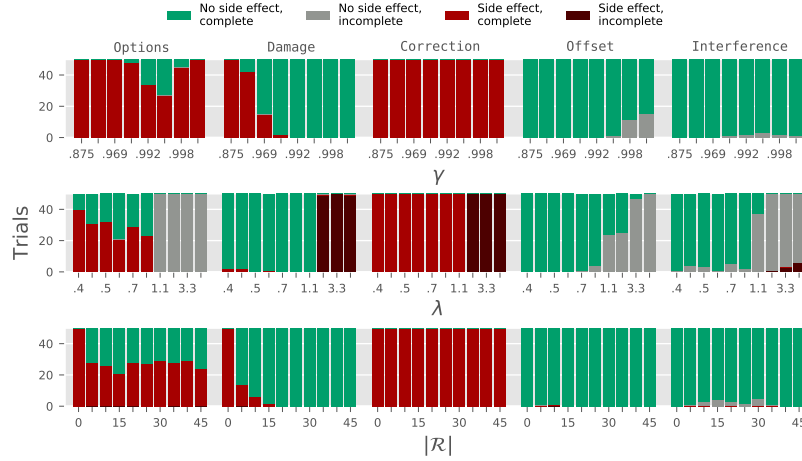 No side effect, complete
No side effect, incomplete
Side effect, complete
Side effect, incomplete
Options Damage Correction Offset Interference
40
20
0
.875 .969 .992 .998 .875 .969 .992 .998 .875 .969 .992 .998 .875 .969 .992 .998 .875 .969 .992 .998
γ
Trials
40
20
0
.4 .5 .7 1.1 3.3 .4 .5 .7 1.1 3.3 .4 .5 .7 1.1 3.3 .4 .5 .7 1.1 3.3 .4 .5 .7 1.1 3.3
λ
40
20
0
0 15 30 45 0 15 30 45 0 15 30 45 0 15 30 45 0 15 30 45
|ℛ|